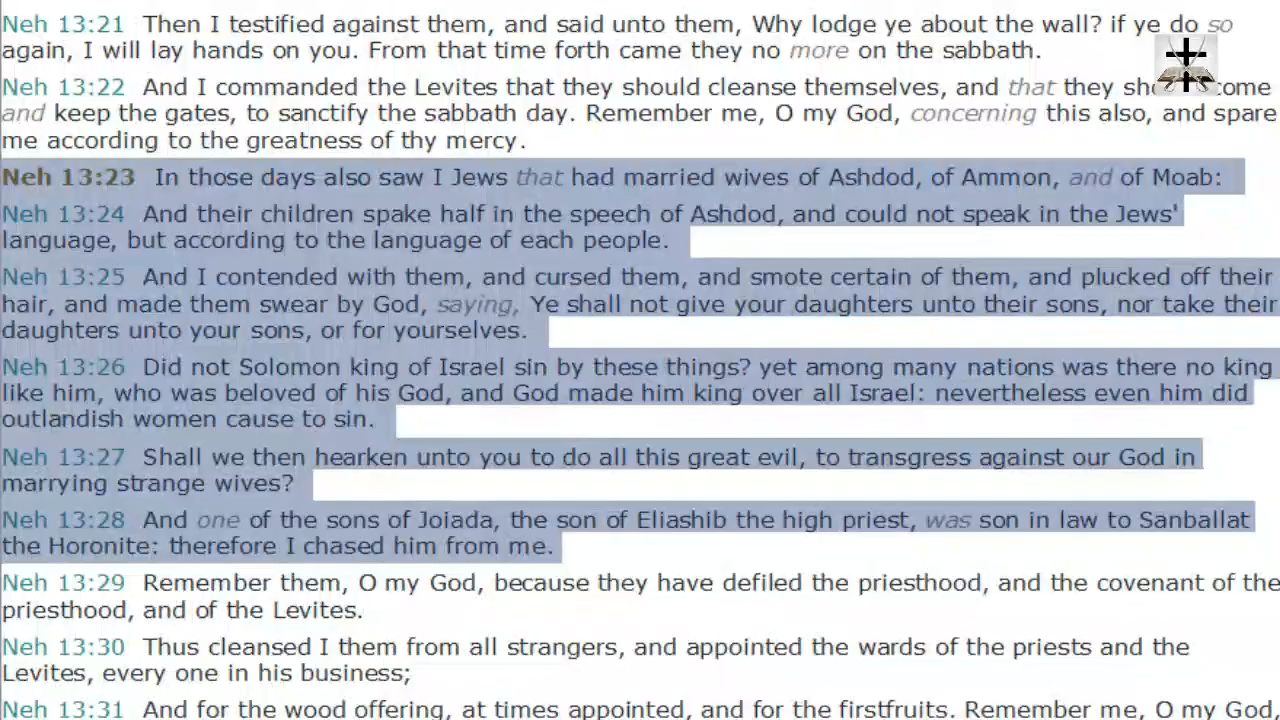 Neh 13:21 Then I testified against them, and said unto them, Why lodge ye about the wall? if ye do so
again, I will lay hands on you. From that time forth came they no more on the sabbath.
Neh 13:22 And I commanded the Levites that they should cleanse themselves, and that they come
and keep the gates, to sanctify the sabbath day. Remember me, O my God, concerning this also, and spare
me according to the greatness of thy mercy.
Neh 13:23 In those days also saw I Jews that had married wives of Ashdod, of Ammon, and of Moab:
Neh 13:24 And their children spake half in the speech of Ashdod, and could not speak in the Jews'
language, but according to the language of each people.
Neh 13:25 And I contended with them, and cursed them, and smote certain of them, and plucked off their
hair, and made them swear by God, saying, Ye shall not give your daughters unto their sons, nor take their
daughters unto your sons, or for yourselves.
Neh 13:26 Did not Solomon king of Israel sin by these things? yet among many nations was there no king
like him, who was beloved of his God, and God made him king over all Israel: nevertheless even him did
outlandish women cause to sin.
Neh 13:27 Shall we then hearken unto you to do all this great evil, to transgress against our God in
marrying strange wives?
Neh 13:28 And one of the sons of Joiada, the son of Eliashib the high priest, was son in law to Sanballat
the Horonite: therefore I chased him from me.
Neh 13:29 Remember them, O my God, because they have defiled the priesthood, and the covenant of the
priesthood, and of the Levites.
Neh 13:30 Thus cleansed I them from all strangers, and appointed the wards of the priests and the
Levites, every one in his business;
Neh 13:31 And for the wood offering, at times appointed, and for the firstfruits. Remember me, O my God,